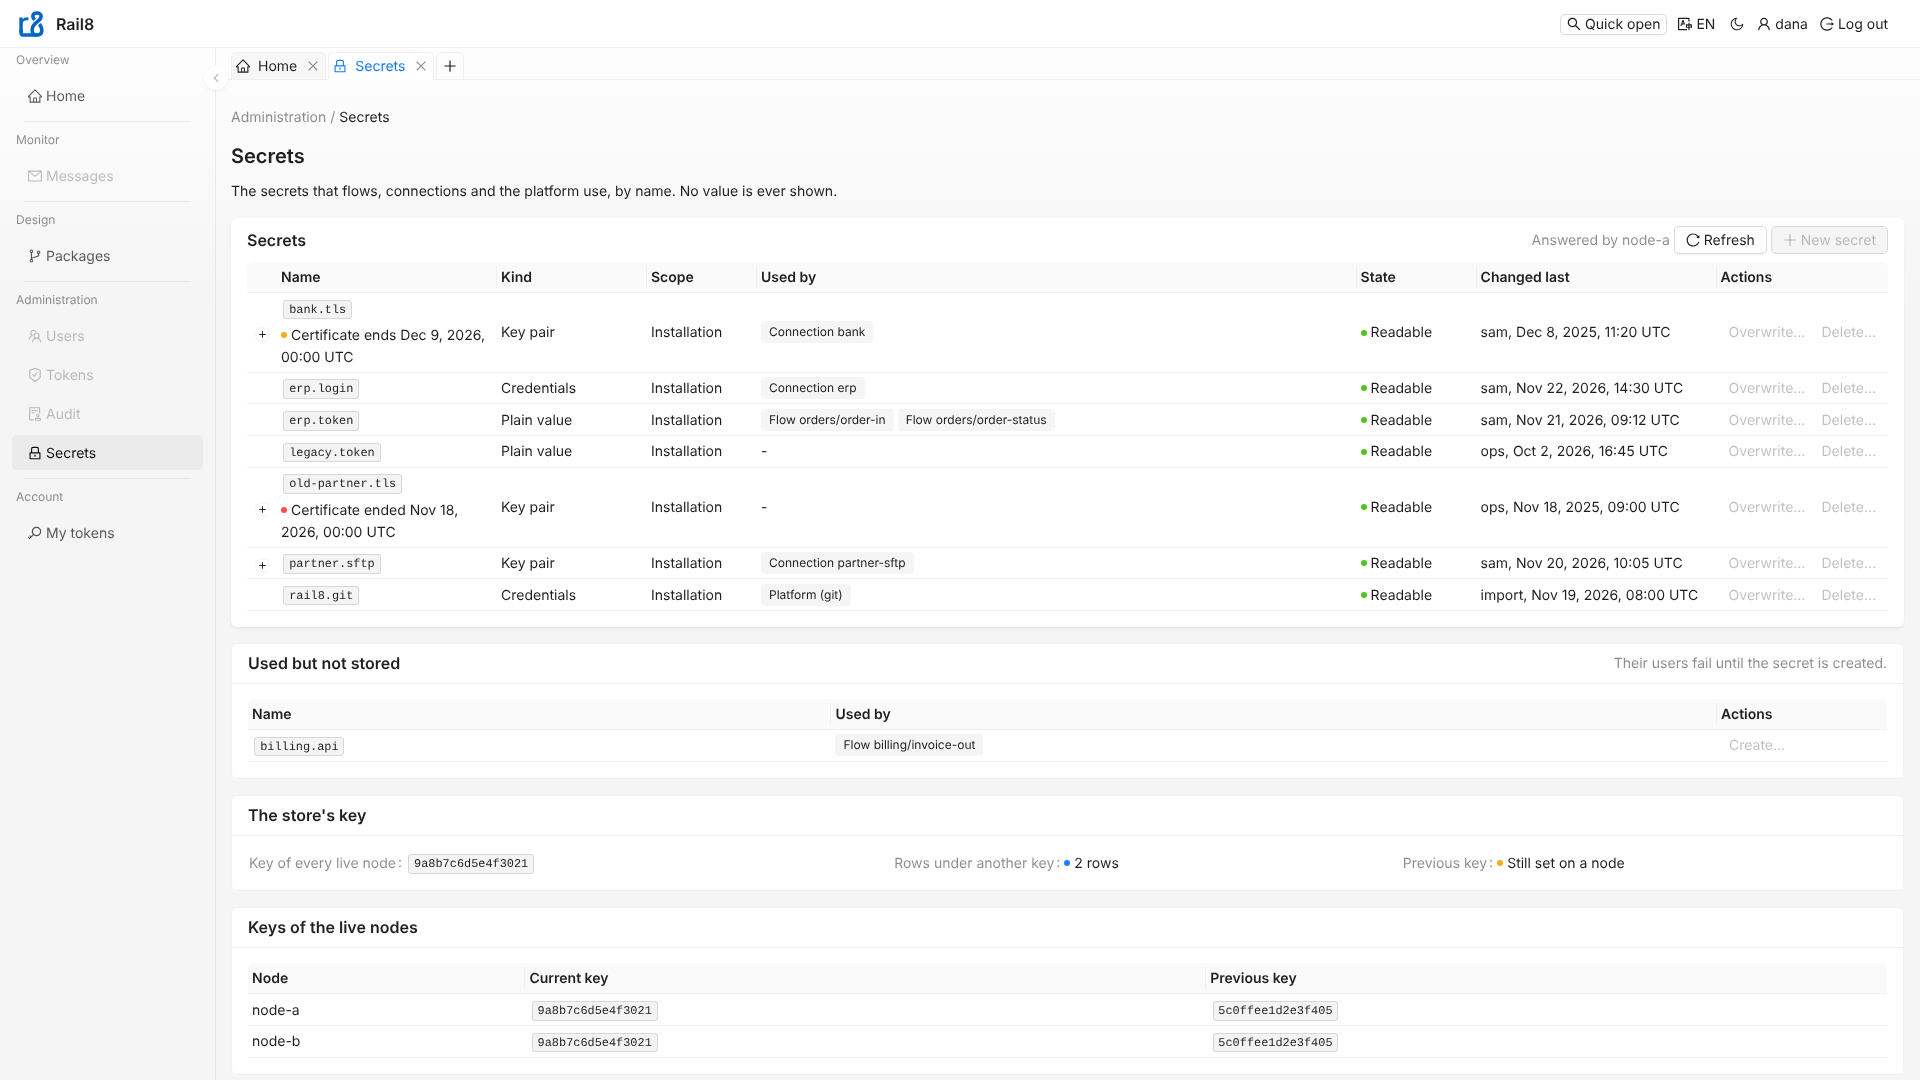 Rail8
Quick open EN dana Log out
Overview
Home
Monitor
Messages
Design
Packages
Administration
Users
Tokens
Audit
Secrets
Account
My tokens
Home Secrets
Administration / Secrets
Secrets
The secrets that flows, connections and the platform use, by name. No value is ever shown.
Secrets Answered by node-a Refresh New secret
Name Kind Scope Used by State Changed last Actions
bank.tls
Certificate ends Dec 9, 2026,
00:00 UTC
Key pair Installation Connection bank Readable sam, Dec 8, 2025, 11:20 UTC Overwrite... Delete...
erp.login Credentials Installation Connection erp Readable sam, Nov 22, 2026, 14:30 UTC Overwrite... Delete...
erp.token Plain value Installation Flow orders/order-in Flow orders/order-status Readable sam, Nov 21, 2026, 09:12 UTC Overwrite... Delete...
legacy.token Plain value Installation - Readable ops, Oct 2, 2026, 16:45 UTC Overwrite... Delete...
old-partner.tls
Certificate ended Nov 18,
2026, 00:00 UTC
Key pair Installation - Readable ops, Nov 18, 2025, 09:00 UTC Overwrite... Delete...
partner.sftp Key pair Installation Connection partner-sftp Readable sam, Nov 20, 2026, 10:05 UTC Overwrite... Delete...
rail8.git Credentials Installation Platform (git) Readable import, Nov 19, 2026, 08:00 UTC Overwrite... Delete...
Used but not stored Their users fail until the secret is created.
Name Used by Actions
billing.api Flow billing/invoice-out Create...
The store's key
Key of every live node: 9a8b7c6d5e4f3021 Rows under another key: 2 rows Previous key: Still set on a node
Keys of the live nodes
Node Current key Previous key
node-a 9a8b7c6d5e4f3021 5c0ffee1d2e3f405
node-b 9a8b7c6d5e4f3021 5c0ffee1d2e3f405